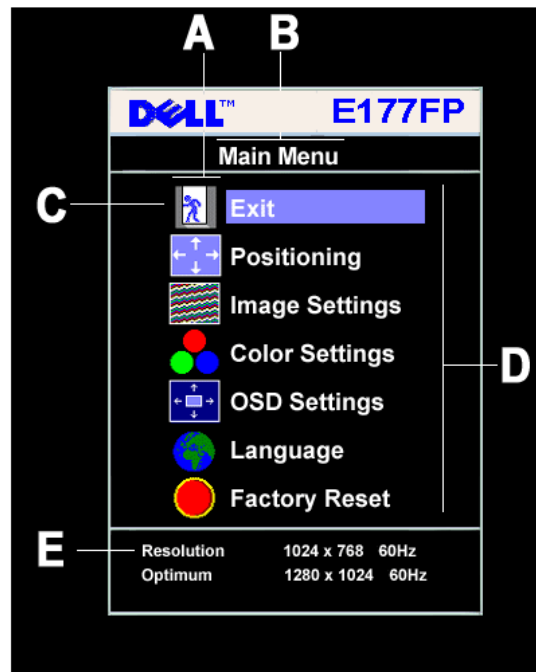 A B
DELL™ E177FP
Main Menu
C Exit
Positioning
Image Settings
Color Settings
D
OSD Settings
Language
Factory Reset
E Resolution 1024 x 768 60Hz
Optimum 1280 x 1024 60Hz